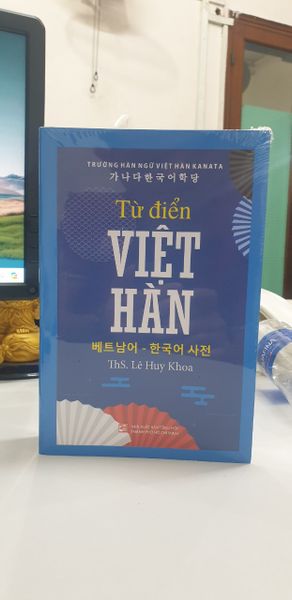 TRƯỜNG HÀN NGỮ VIỆT HÀN KANATA
가나다한국어학당
Từ điển
VIỆT
HÀN
베트남어 - 한국어 사전
ThS. Lê Huy Khoa